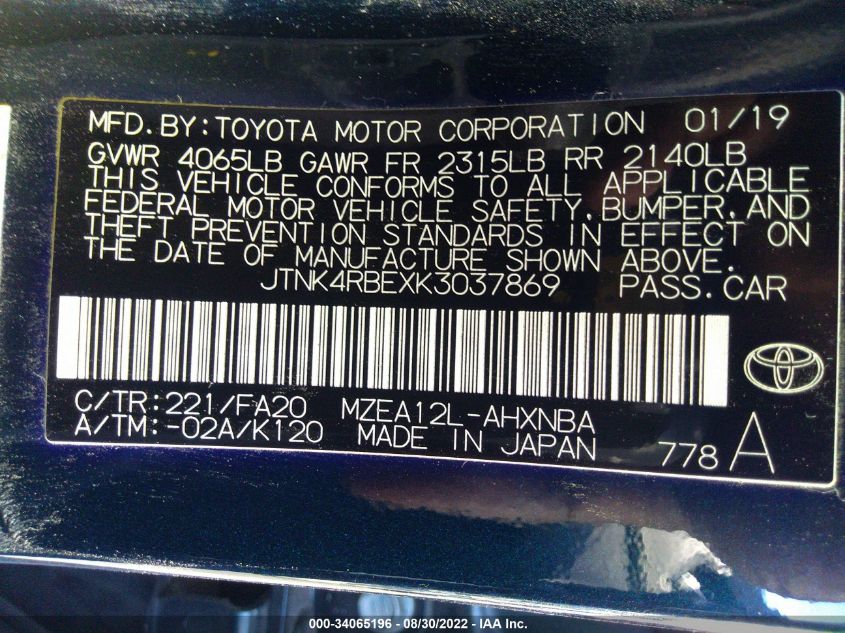 MFD.BY:TOYOTA MOTOR CORPORATION 01/19
GVWR 4065LB GAWR FR 2315LB RR 2140LB
THIS VEHICLE CONFORMS TO ALL APPLICABLE
FEDERAL MOTOR VEHICLE SAFETY,BUMPER,AND
THEFT PREVENTION STANDARDS IN EFFECT ON
THE DATE OF MANUFACTURE SHOWN ABOVE.
JTNK4RBEXK3037869 PASS.CAR
C/TR:221/FA20 MZEA12L-AHXNBA
A/TM:-02A/K120 MADE IN JAPAN 778 A
000-34065196 - 08/30/2022 - IAA Inc.